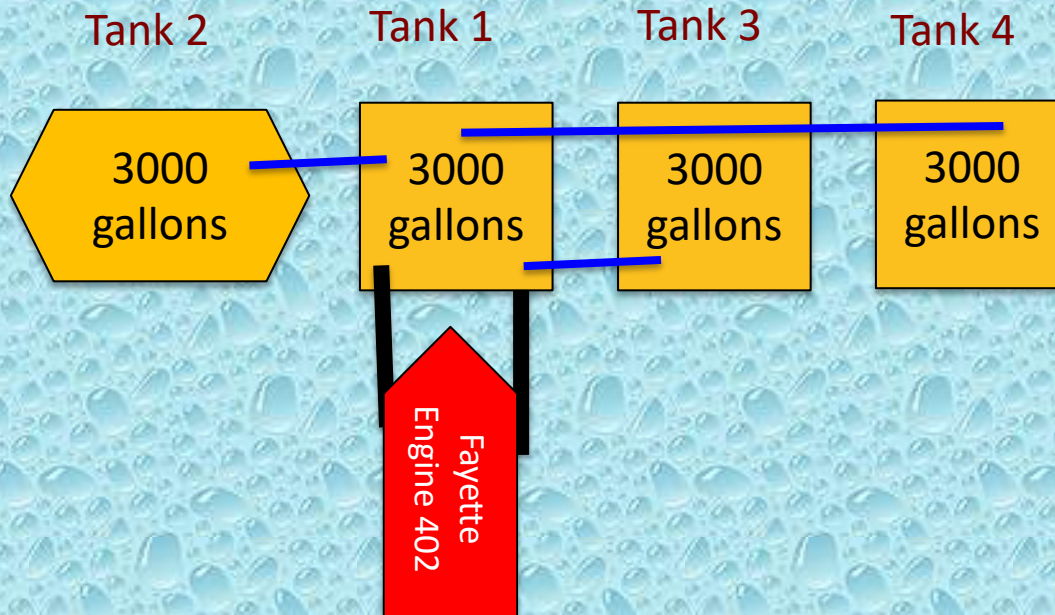 Tank 2
Tank 1
Tank 3
Tank 4
3000
gallons
3000
gallons
3000
gallons
3000
gallons
Fayette
Engine 402